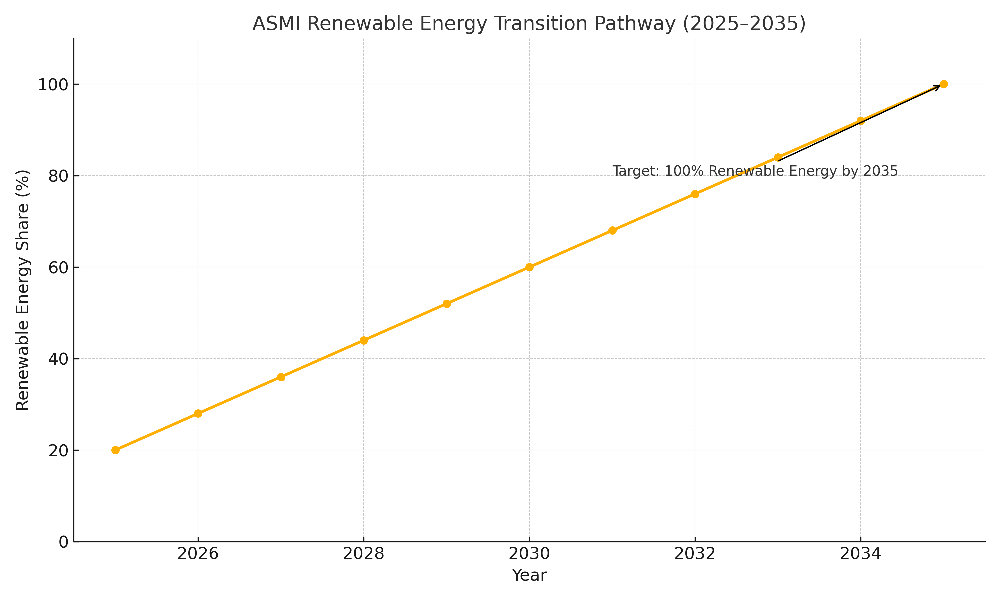 ASMI Renewable Energy Transition Pathway (2025–2035)
Renewable Energy Share (%)
100
80
60
40
20
0
Target: 100% Renewable Energy by 2035
2026
2028
2030
2032
2034
Year